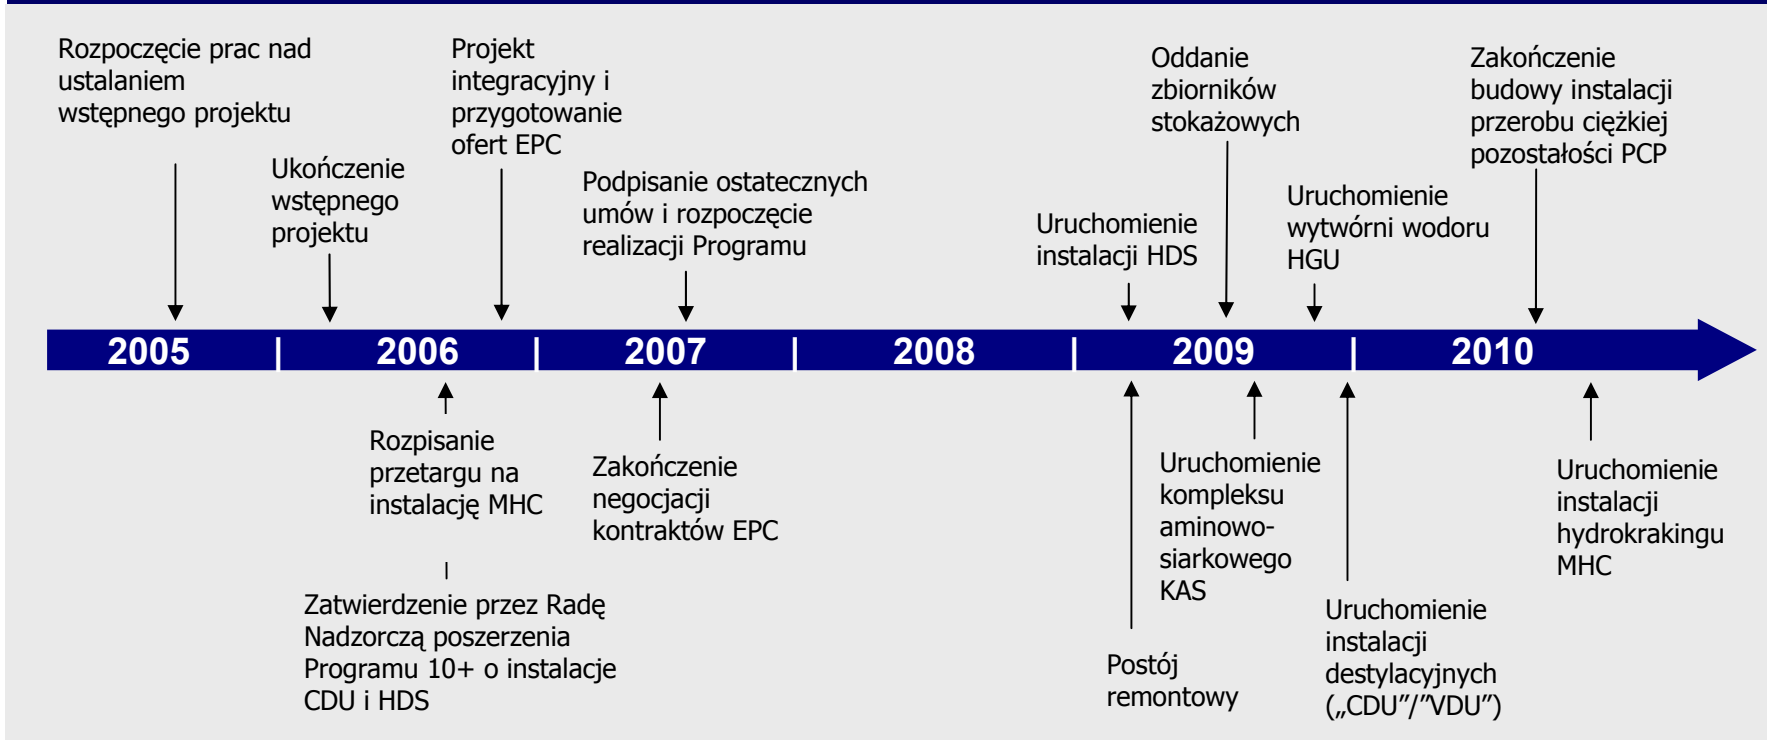 Rozpoczęcie prac nad
ustalaniem
wstępnego projektu
Ukończenie
wstępnego
projektu
Projekt
integracyjny i
przygotowanie
ofert EPC
Podpisanie ostatecznych
umów i rozpoczęcie
realizacji Programu
Uruchomienie
instalacji HDS
Oddanie
zbiorników
stokażowych
Uruchomienie
wytwórni wodoru
HGU
Zakończenie
budowy instalacji
przerobu ciężkiej
pozostałości PCP
2005 | 2006 | 2007 | 2008 | 2009 | 2010
Rozpisanie
przetargu na
instalację MHC
Zatwierdzenie przez Radę
Nadzorczą poszerzenia
Programu 10+ o instalacje
CDU i HDS
Zakończenie
negocjacji
kontraktów EPC
Postój
remontowy
Uruchomienie
kompleksu
aminowo-
siarkowego
KAS
Uruchomienie
instalacji
destylacyjnych
(„CDU”/”VDU”)
Uruchomienie
instalacji
hydrokrakingu
MHC